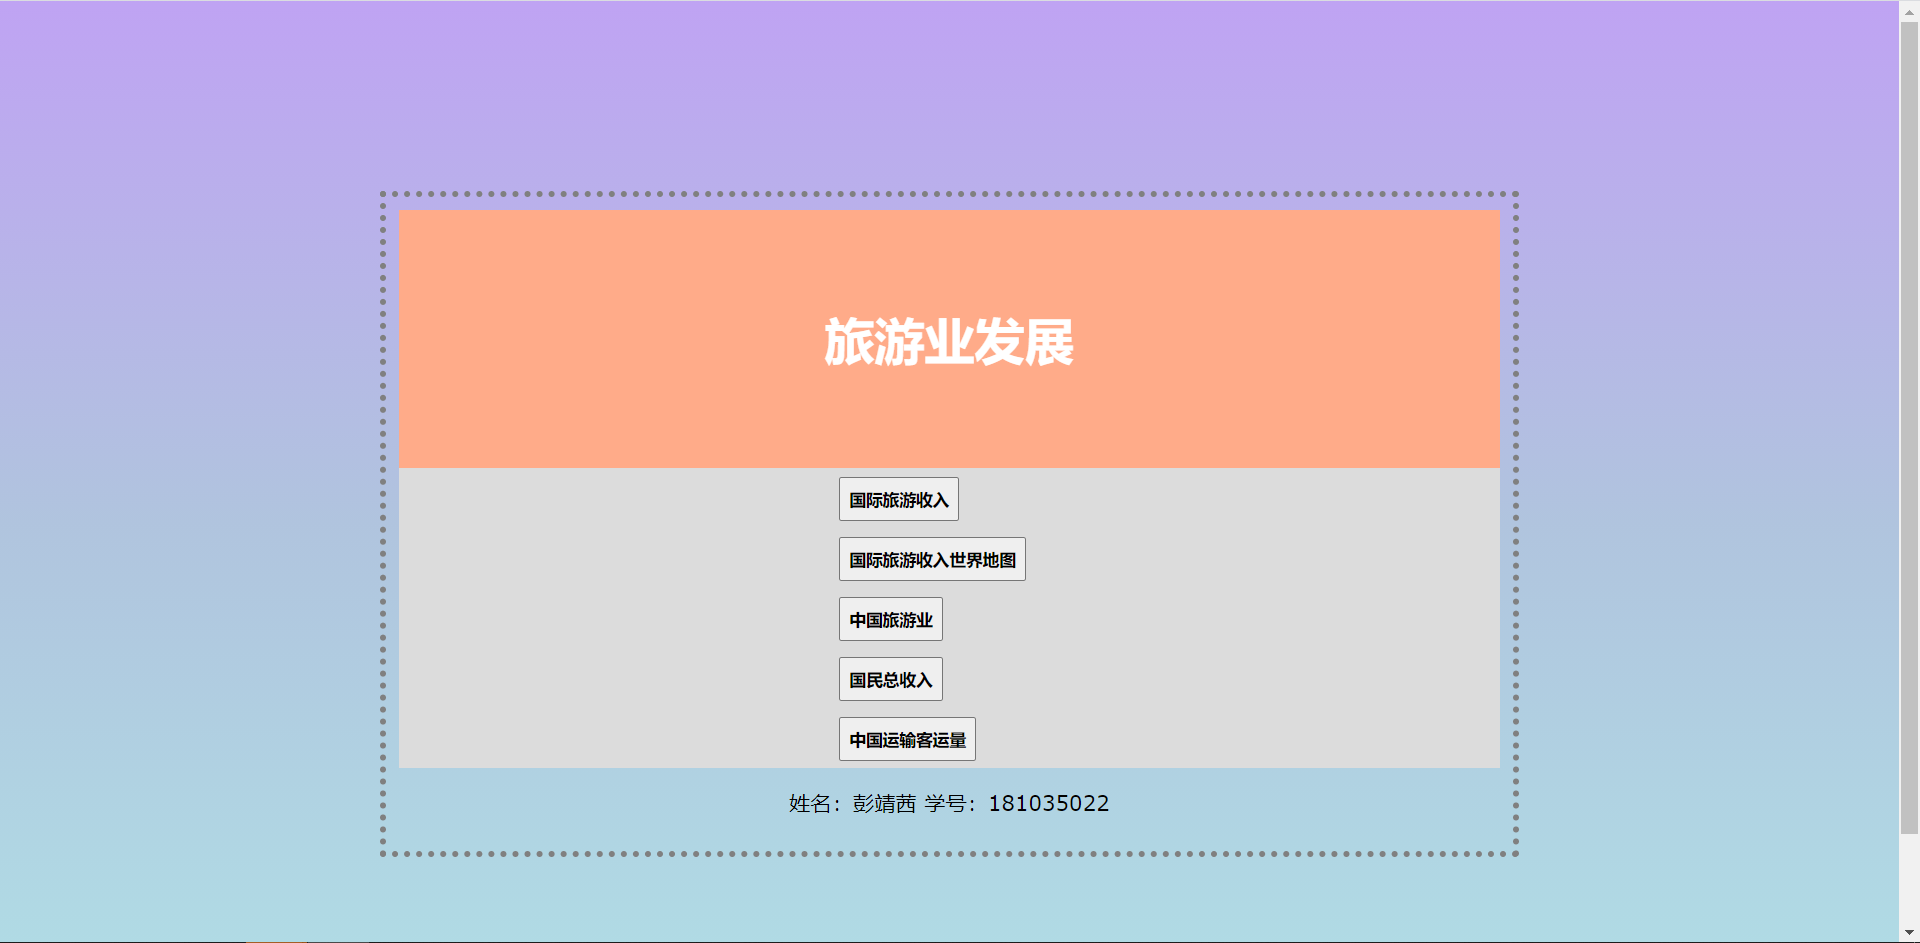 旅游业发展
国际旅游收入
国际旅游收入世界地图
中国旅游业
国民总收入
中国运输客运量
姓名：彭靖茜 学号：181035022